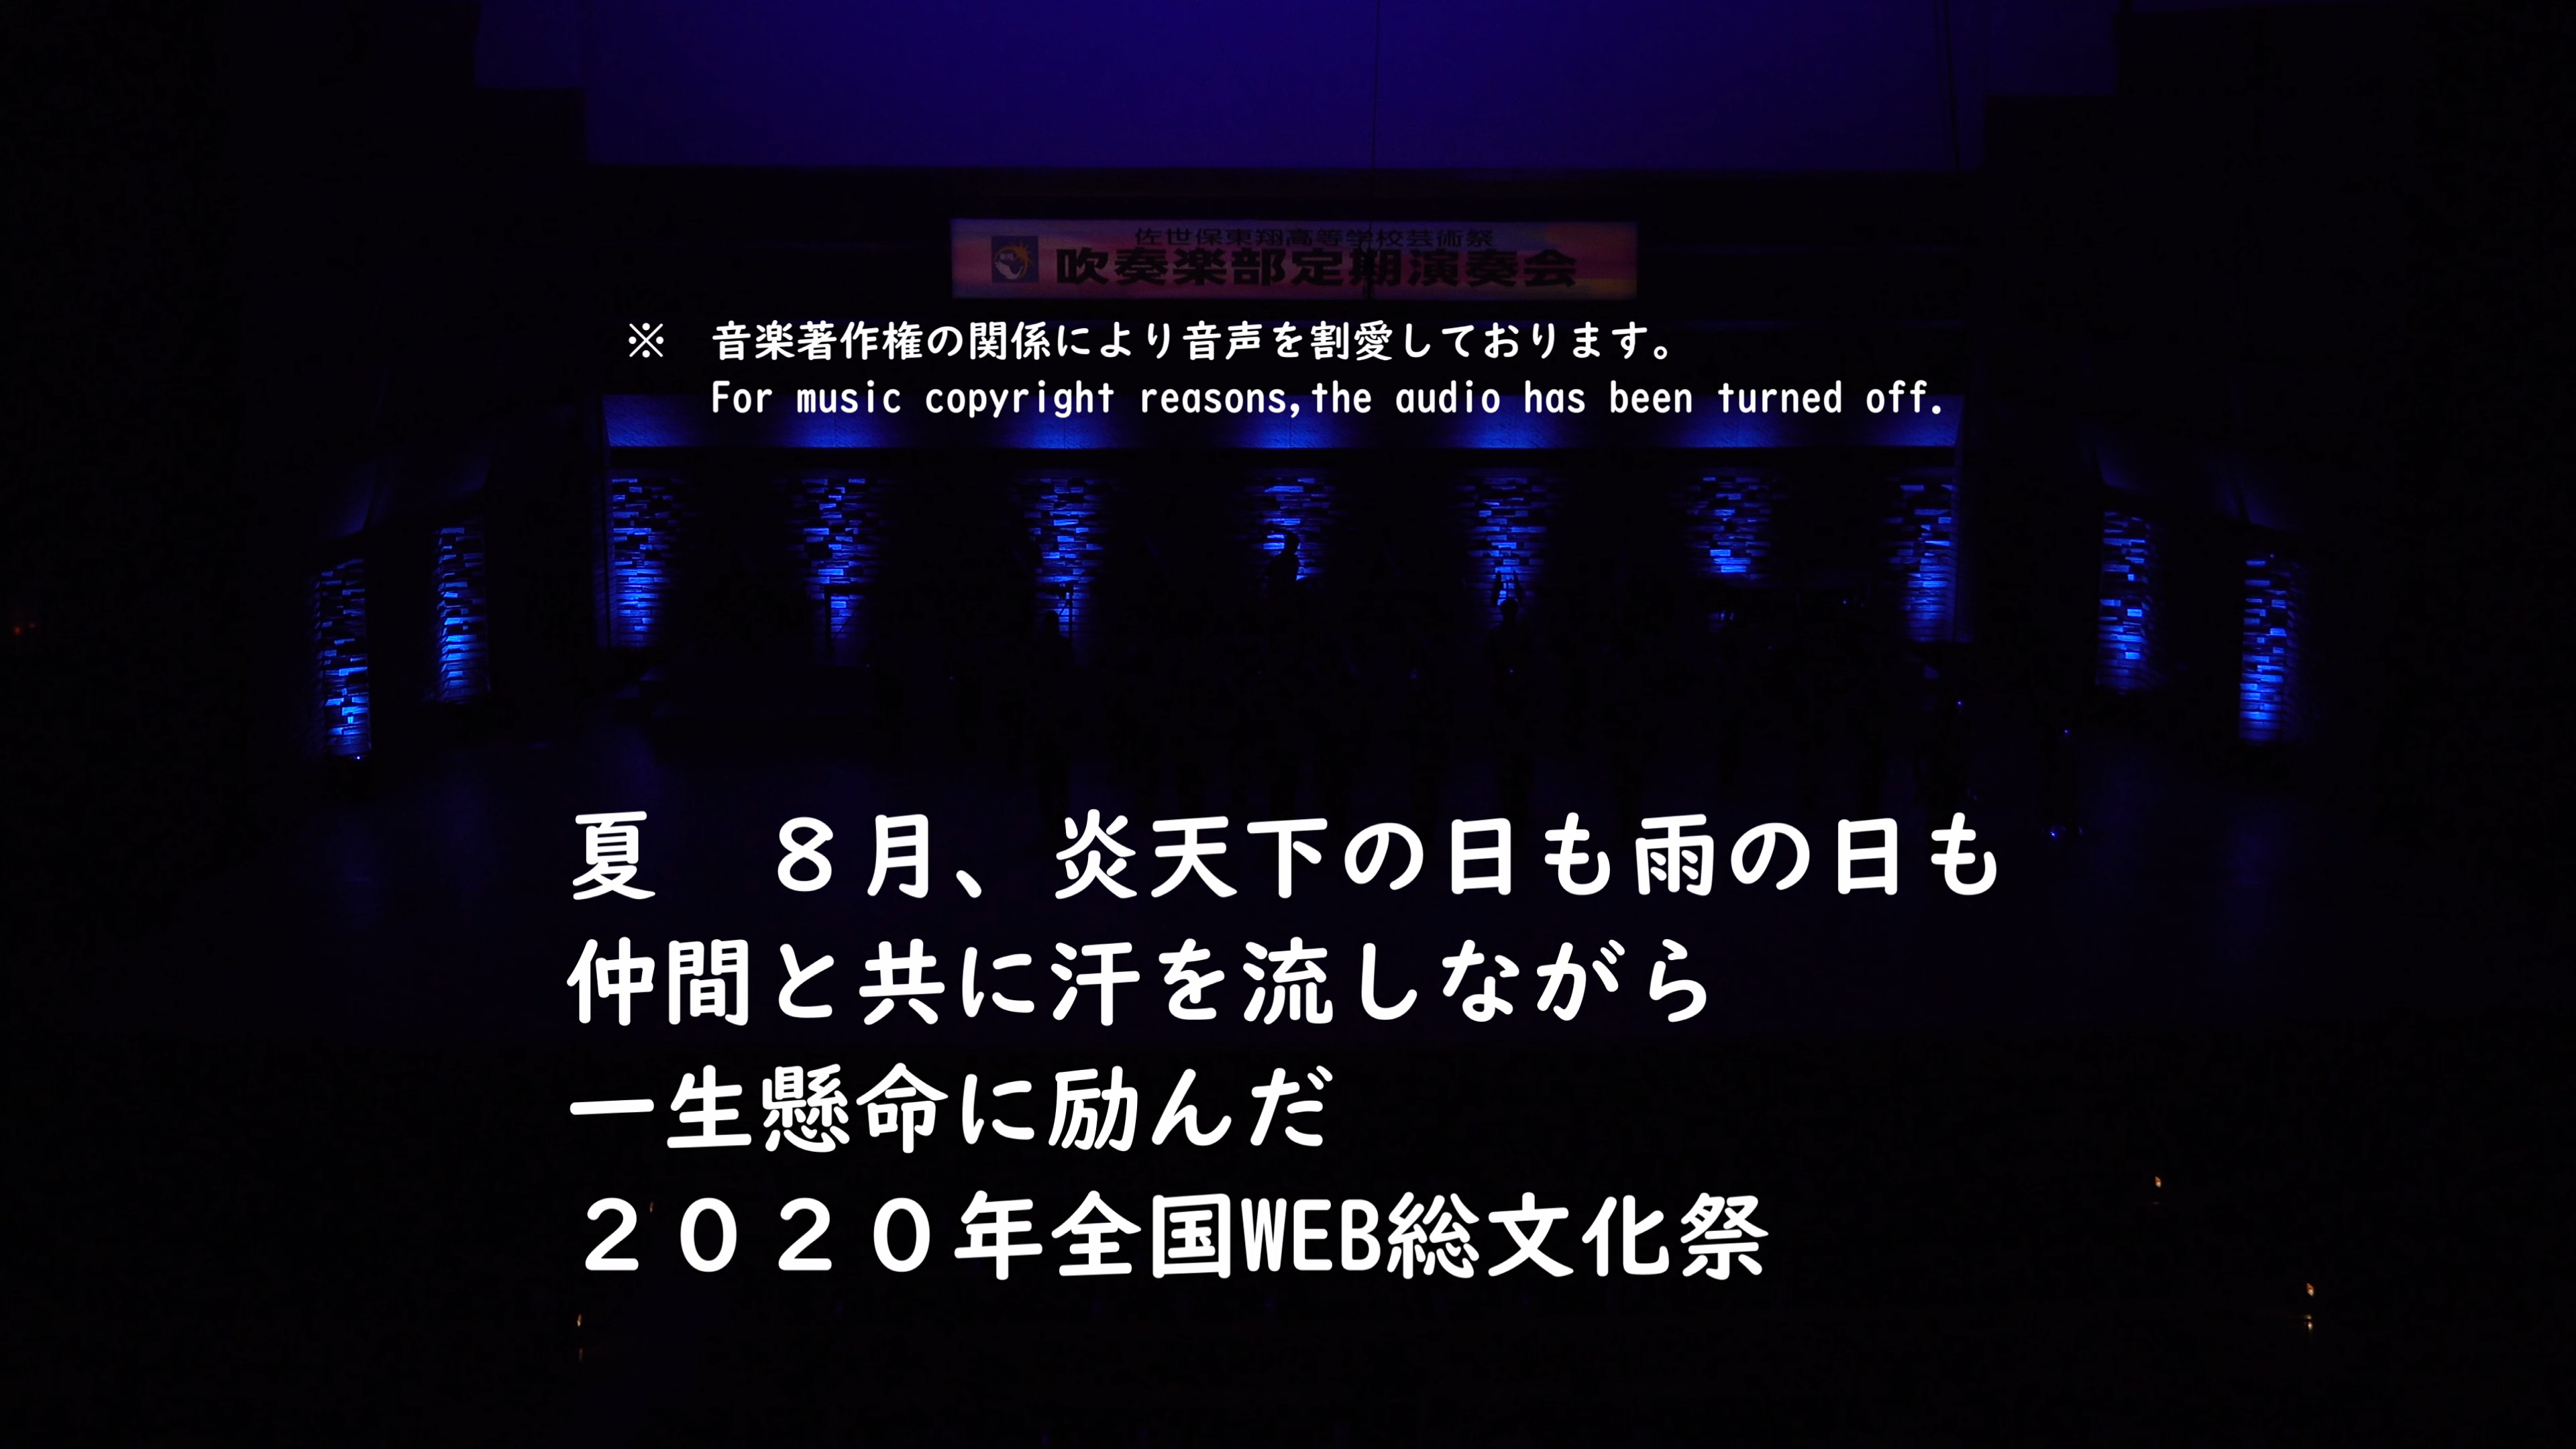 佐世保東翔高等学校芸術祭
吹奏楽部定期演奏会
※　音楽著作権の関係により音声を割愛しております。
For music copyright reasons,the audio has been turned off.
夏　８月、炎天下の日も雨の日も
仲間と共に汗を流しながら
一生懸命に励んだ
２０２０年全国WEB総文化祭